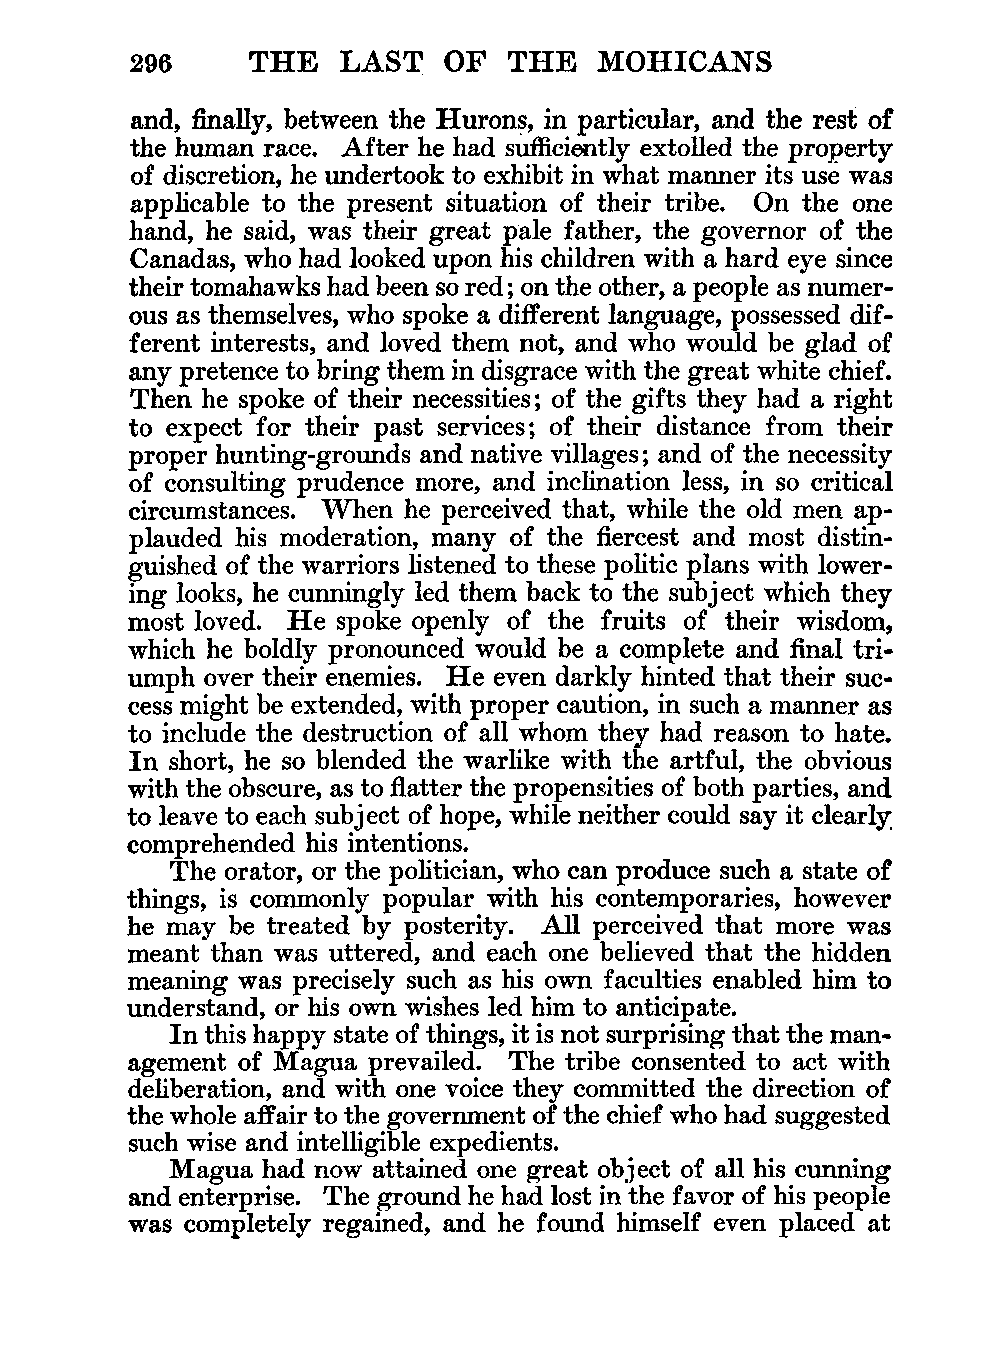 296 THE LAST OF THE MOHICANS
and, finally, between the Hurons, in particular, and the rest of
the human race. After he had sufficiently extolled the property
of discretion, he undertook to exhibit in what manner its use was
applicable to the present situation of their tribe. On the one
hand, he said, was their great pale father, the governor of the
Canadas, who had looked upon his children with a hard eye since
their tomahawks had been so red; on the other, a people as numer-
ous as themselves, who spoke a different language, possessed dif-
ferent interests, and loved them not, and who would be glad of
any pretence to bring them in disgrace with the great white chief.
Then he spoke of their necessities; of the gifts they had a right
to expect for their past services; of their distance from their
proper hunting-grounds and native villages; and of the necessity
of consulting prudence more, and inclination less, in so critical
circumstances. When he perceived that, while the old men ap-
plauded his moderation, many of the fiercest and most distin-
guished of the warriors listened to these politic plans with lower-
ing looks, he cunningly led them back to the subject which they
most loved. He spoke openly of the fruits of their wisdom,
which he boldly pronounced would be a complete and final tri-
umph over their enemies. He even darkly hinted that their suc-
cess might be extended, with proper caution, in such a manner as
to include the destruction of all whom they had reason to hate.
In short, he so blended the warlike with the artful, the obvious
with the obscure, as to flatter the propensities of both parties, and
to leave to each subject of hope, while neither could say it clearly
comprehended his intentions.
The orator, or the politician, who can produce such a state of
things, is commonly popular with his contemporaries, however
he may be treated by posterity. All perceived that more was
meant than was uttered, and each one believed that the hidden
meaning was precisely such as his own faculties enabled him to
understand, or his own wishes led him to anticipate.
In this happy state of things, it is not surprising that the man-
agement of Magua prevailed. The tribe consented to act with
deliberation, and with one voice they committed the direction of
the whole affair to the government of the chief who had suggested
such wise and intelligible expedients.
Magua had now attained one great object of all his cunning
and enterprise. The ground he had lost in the favor of his people
was completely regained, and he found himself even placed at